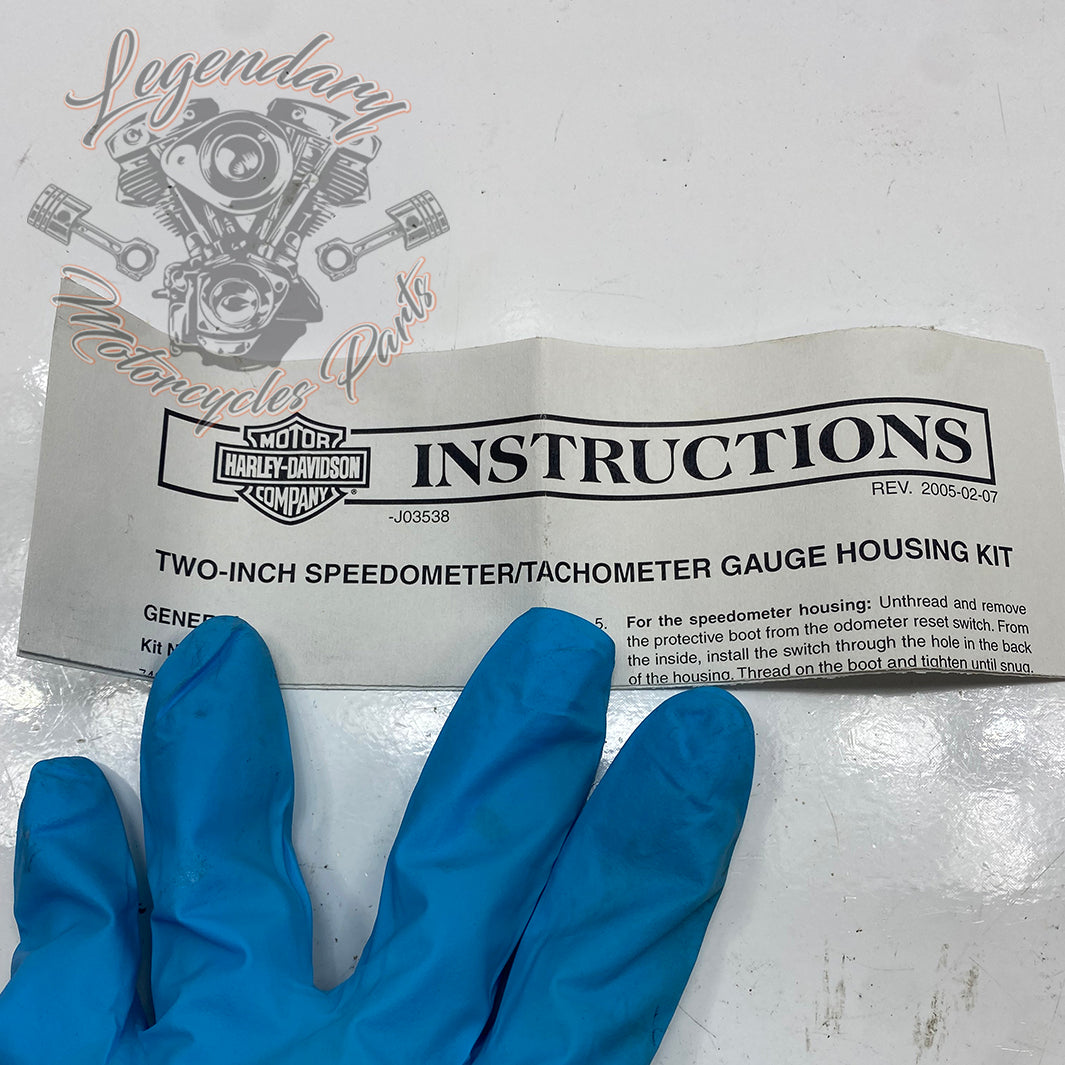 Legendary
Motorcycles Parts
MOTOR
HARLEY-DAVIDSON
COMPANY
®
INSTRUCTIONS
-J03538
REV. 2005-02-07
TWO-INCH SPEEDOMETER/TACHOMETER GAUGE HOUSING KIT
Kit
5. For the speedometer housing: Unthread and remove
the protective boot from the odometer reset switch. From
the inside, install the switch through the hole in the back
of the housing. Thread on the boot and tighten until snug.